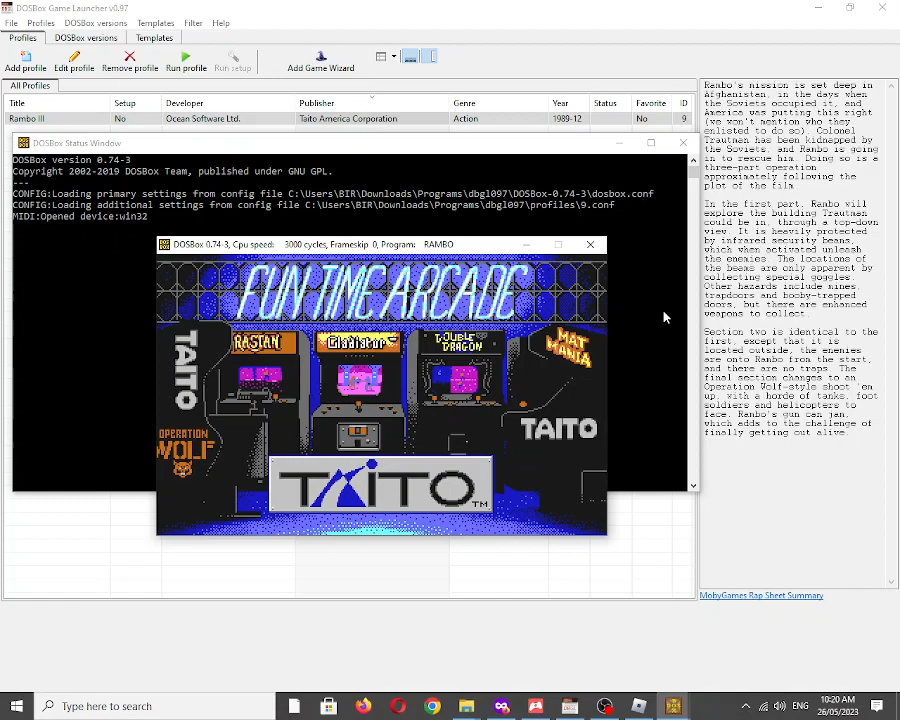 DOSBox Game Launcher v0.97
File Profiles DOSBox versions Templates Filter Help
Profiles DOSBox versions Templates
Add profile Edit profile Remove profile Run profile Run setup Add Game Wizard
All Profiles
Title Setup Developer Publisher Genre Year Status Favorite ID
Rambo III No Ocean Software Ltd. Taito America Corporation Action 1989-12 No 9
DOSBox Status Window
DOSBox version 0.74-3
Copyright 2002-2019 DOSBox Team, published under GNU GPL.
---
CONFIG:Loading primary settings from config file C:\Users\BIR\Downloads\Programs\dbgl097\DOSBox-0.74-3\dosbox.conf
CONFIG:Loading additional settings from config file C:\Users\BIR\Downloads\Programs\dbgl097\profiles\9.conf
MIDI:Opened device:win32
DOSBox 0.74-3, Cpu speed: 3000 cycles, Frameskip 0, Program: RAMBO
FUN TIME ARCADE
TAITO
RASTAN
Gladiator
DOUBLE
DRAGON
MAT
MANIA
OPERATION
WOLF
TAITO
TAITO™
Rambo's mission is set deep in
Afghanistan, in the days when
the Soviets occupied it, and
America was putting this right
(we won't mention who they
enlisted to do so). Colonel
Trautman has been kidnapped by
the Soviets, and Rambo is going
in to rescue him. Doing so is a
three-part operation
approximately following the
plot of the film
In the first part, Rambo will
explore the building Trautman
could be in, through a top-down
view. It is heavily protected
by infrared security beams,
which when activated unleash
the enemies. The locations of
the beams are only apparent by
collecting special goggles.
Other hazards include mines,
trapdoors and booby-trapped
doors, but there are enhanced
weapons to collect.
Section two is identical to the
first, except that it is
located outside, the enemies
are onto Rambo from the start,
and there are no traps. The
final section changes to an
Operation Wolf-style shoot 'em
up, with a horde of tanks, foot
soldiers and helicopters to
face. Rambo's gun can jam,
which adds to the challenge of
finally getting out alive.
MobyGames Rap Sheet Summary
Type here to search
ENG
10:20 AM
26/05/2023